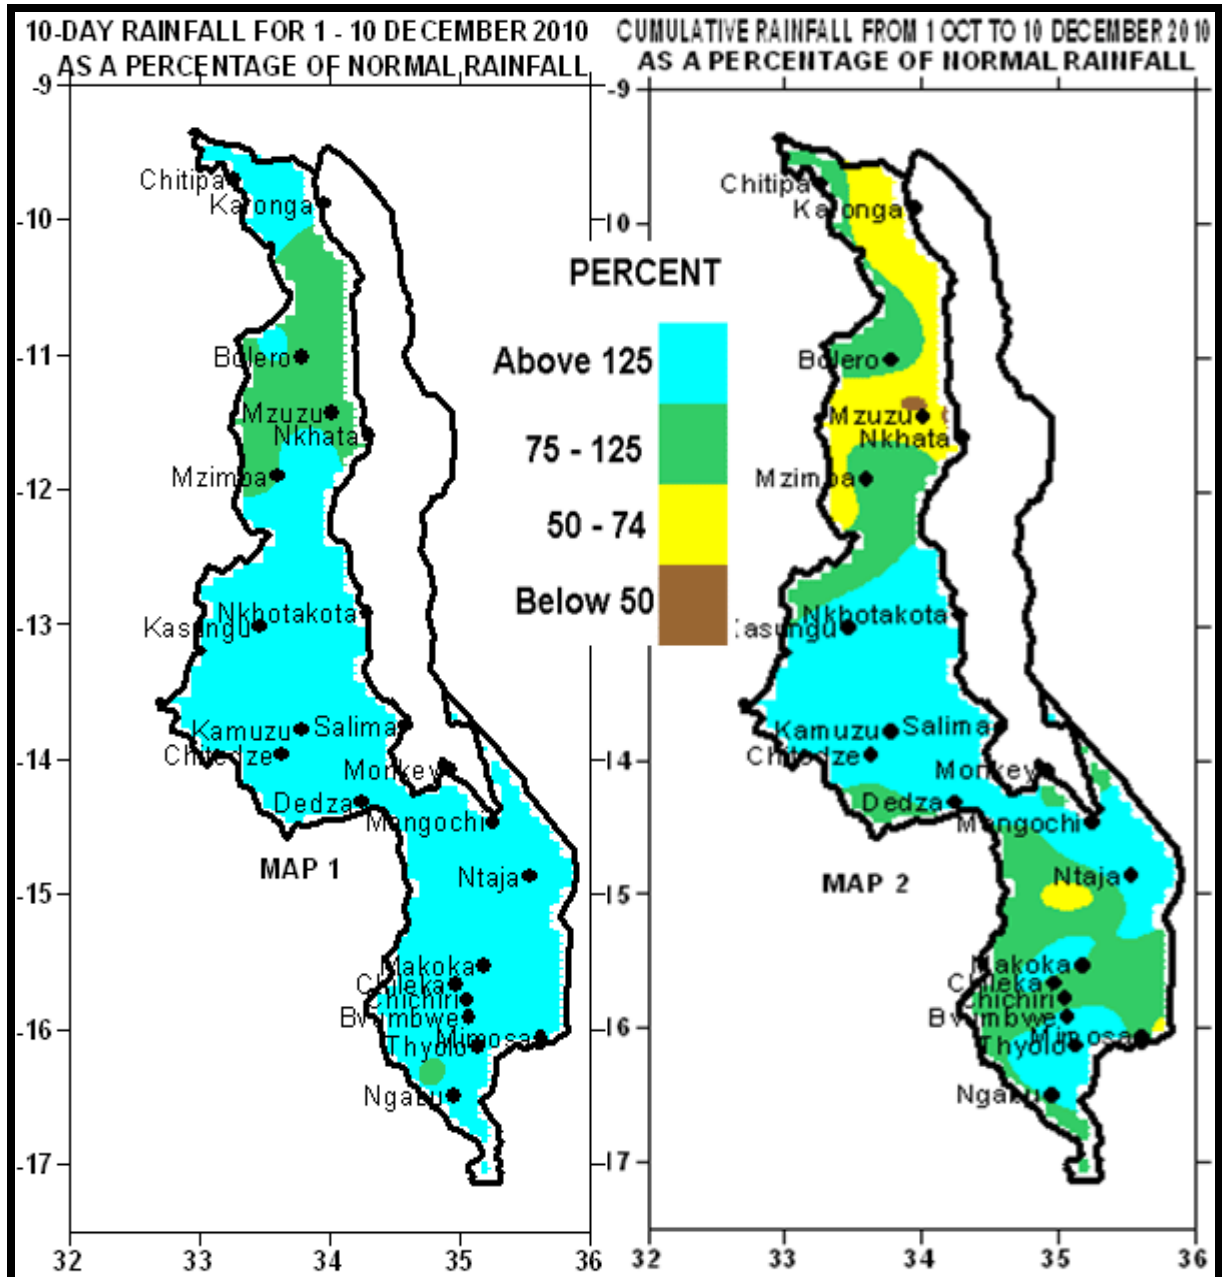 10-DAY RAINFALL FOR 1 - 10 DECEMBER 2010
AS A PERCENTAGE OF NORMAL RAINFALL
-9
Chitipa
Karonga
-10
-11
Bolero
Mzuzu
Nkhata
Mzimba
-12
Nkhotakota
Kasungu
-13
Kamuzu
Salima
Chitedze
-14
Monkey
Dedza
Mangochi
MAP 1
Ntaja
-15
Makoka
Chileka
Chichiri
Bvumbwe
-16
Mimosa
Thyolo
Ngabu
-17
32 33 34 35 36
PERCENT
Above 125
75 - 125
50 - 74
Below 50
CUMULATIVE RAINFALL FROM 1 OCT TO 10 DECEMBER 2010
AS A PERCENTAGE OF NORMAL RAINFALL
-9
Chitipa
Karonga
-10
Bolero
Mzuzu
Nkhata
Mzimba
Nkhotakota
Kasungu
Kamuzu
Salima
Chitedze
-14
Monkey
Dedza
Mangochi
MAP 2
Ntaja
-15
Makoka
Chileka
Chichiri
Bvumbwe
-16
Mimosa
Thyolo
Ngabu
-17
32 33 34 35 36